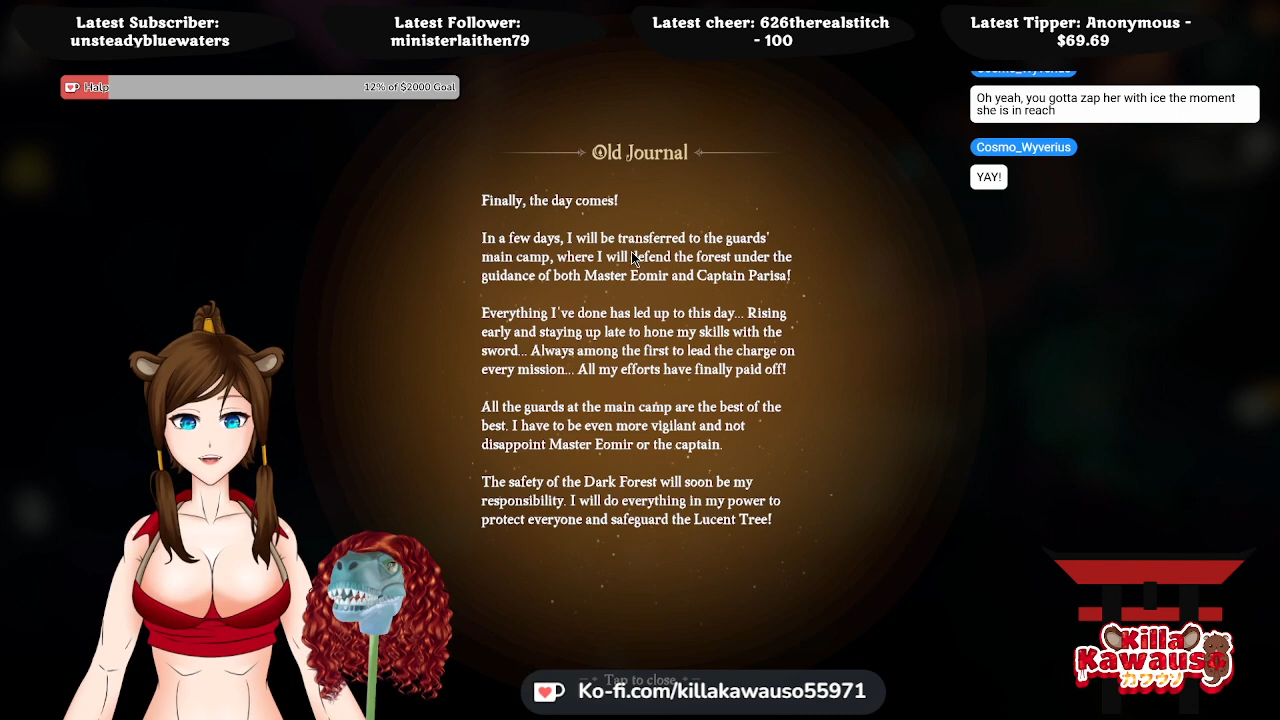 Latest Subscriber:
unsteadybluewaters
Latest Follower:
ministerlaithen79
Latest cheer: 626therealstitch
- 100
Latest Tipper: Anonymous -
$69.69
Halo
12% of $2000 Goal
Cosmo_Wyverius
Oh yeah, you gotta zap her with ice the moment
she is in reach
Cosmo_Wyverius
YAY!
Old Journal
Finally, the day comes!
In a few days, I will be transferred to the guards'
main camp, where I will defend the forest under the
guidance of both Master Eomir and Captain Parisa!
Everything I've done has led up to this day... Rising
early and staying up late to hone my skills with the
sword... Always among the first to lead the charge on
every mission... All my efforts have finally paid off!
All the guards at the main camp are the best of the
best. I have to be even more vigilant and not
disappoint Master Eomir or the captain.
The safety of the Dark Forest will soon be my
responsibility. I will do everything in my power to
protect everyone and safeguard the Lucent Tree!
Tap to close
Ko-fi.com/killakawauso55971
Killa
Kawauso
カワウソ